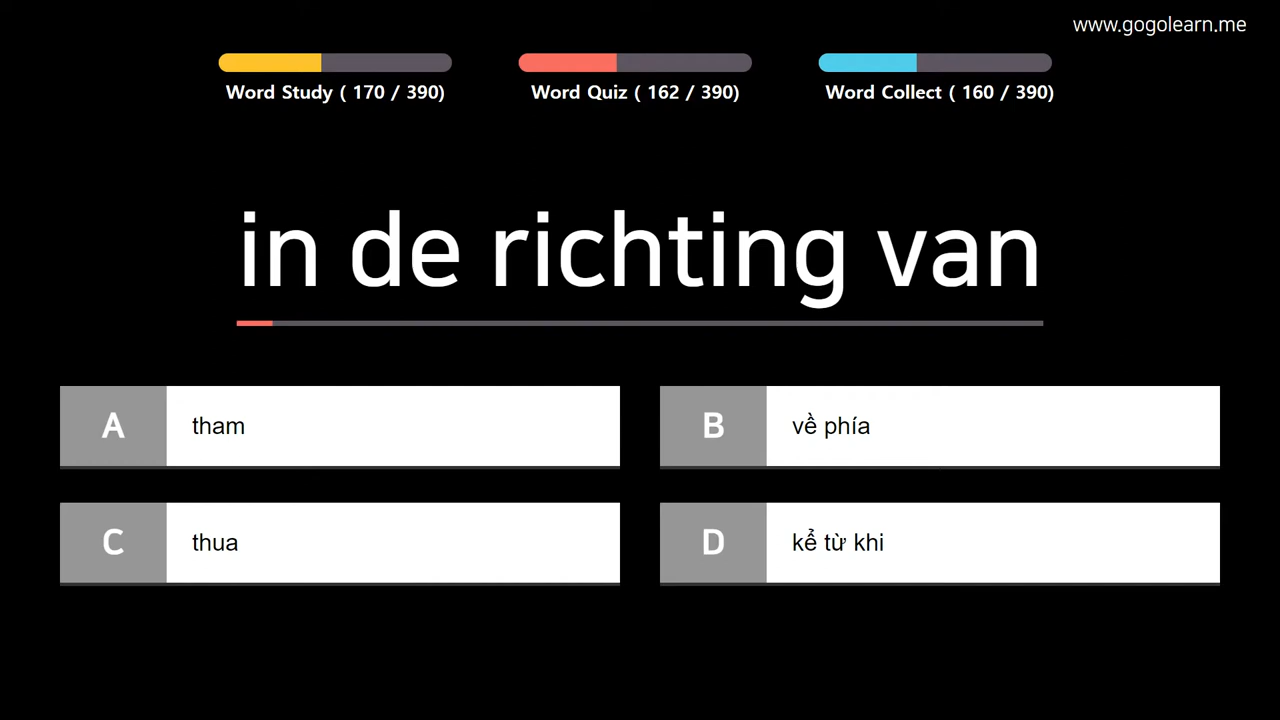 www.gogolearn.me
Word Study ( 170 / 390)
Word Quiz ( 162 / 390)
Word Collect ( 160 / 390)
in de richting van
A tham
B về phía
C thua
D kể từ khi